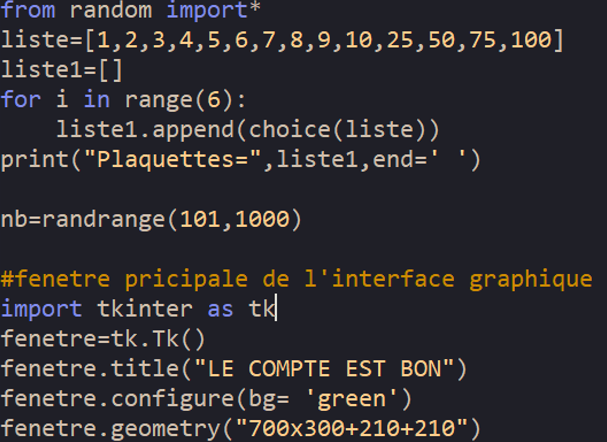 from random import*
liste=[1,2,3,4,5,6,7,8,9,10,25,50,75,100]
liste1=[]
for i in range(6):
    liste1.append(choice(liste))
print("Plaquettes=",liste1,end=' ')

nb=randrange(101,1000)

#fenetre pricipale de l'interface graphique
import tkinter as tk
fenetre=tk.Tk()
fenetre.title("LE COMPTE EST BON")
fenetre.configure(bg= 'green')
fenetre.geometry("700x300+210+210")